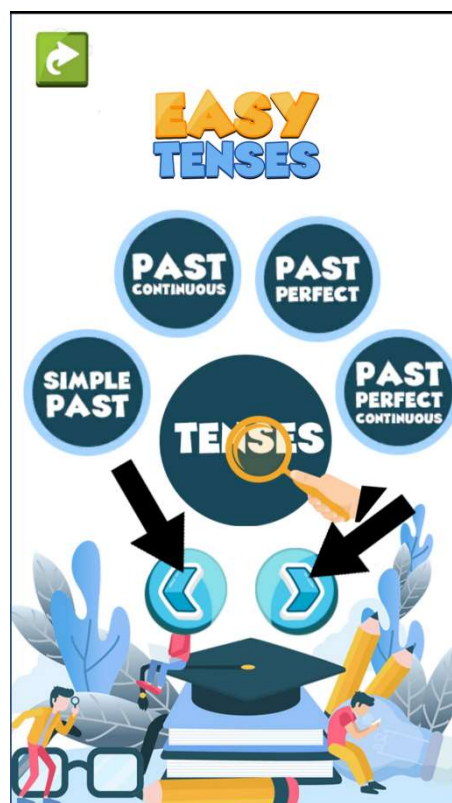 EASY
TENSES
PAST
CONTINUOUS
PAST
PERFECT
SIMPLE
PAST
PAST
PERFECT
CONTINUOUS
TENSES